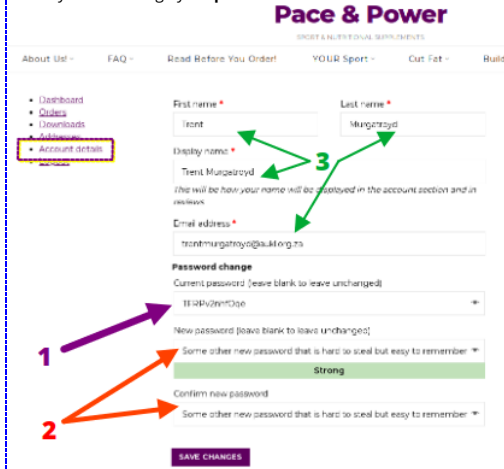 Pace & Power
SPORT & NUTRITIONAL SUPPLEMENTS
About Us! FAQ Read Before You Order! YOUR Sport Cut Fat Build
Dashboard
Orders
Downloads
Addresses
Account details
First name * Last name *
Trent Murgatroyd
Display name *
Trent Murgatroyd
3
This will be how your name will be displayed in the account section and in
reviews
Email address *
trentmurgatroyd@aukl.org.za
Password change
Current password (leave blank to leave unchanged)
1
New password (leave blank to leave unchanged)
Some other new password that is hard to steal but easy to remember
Strong
Confirm new password
2
Some other new password that is hard to steal but easy to remember
SAVE CHANGES